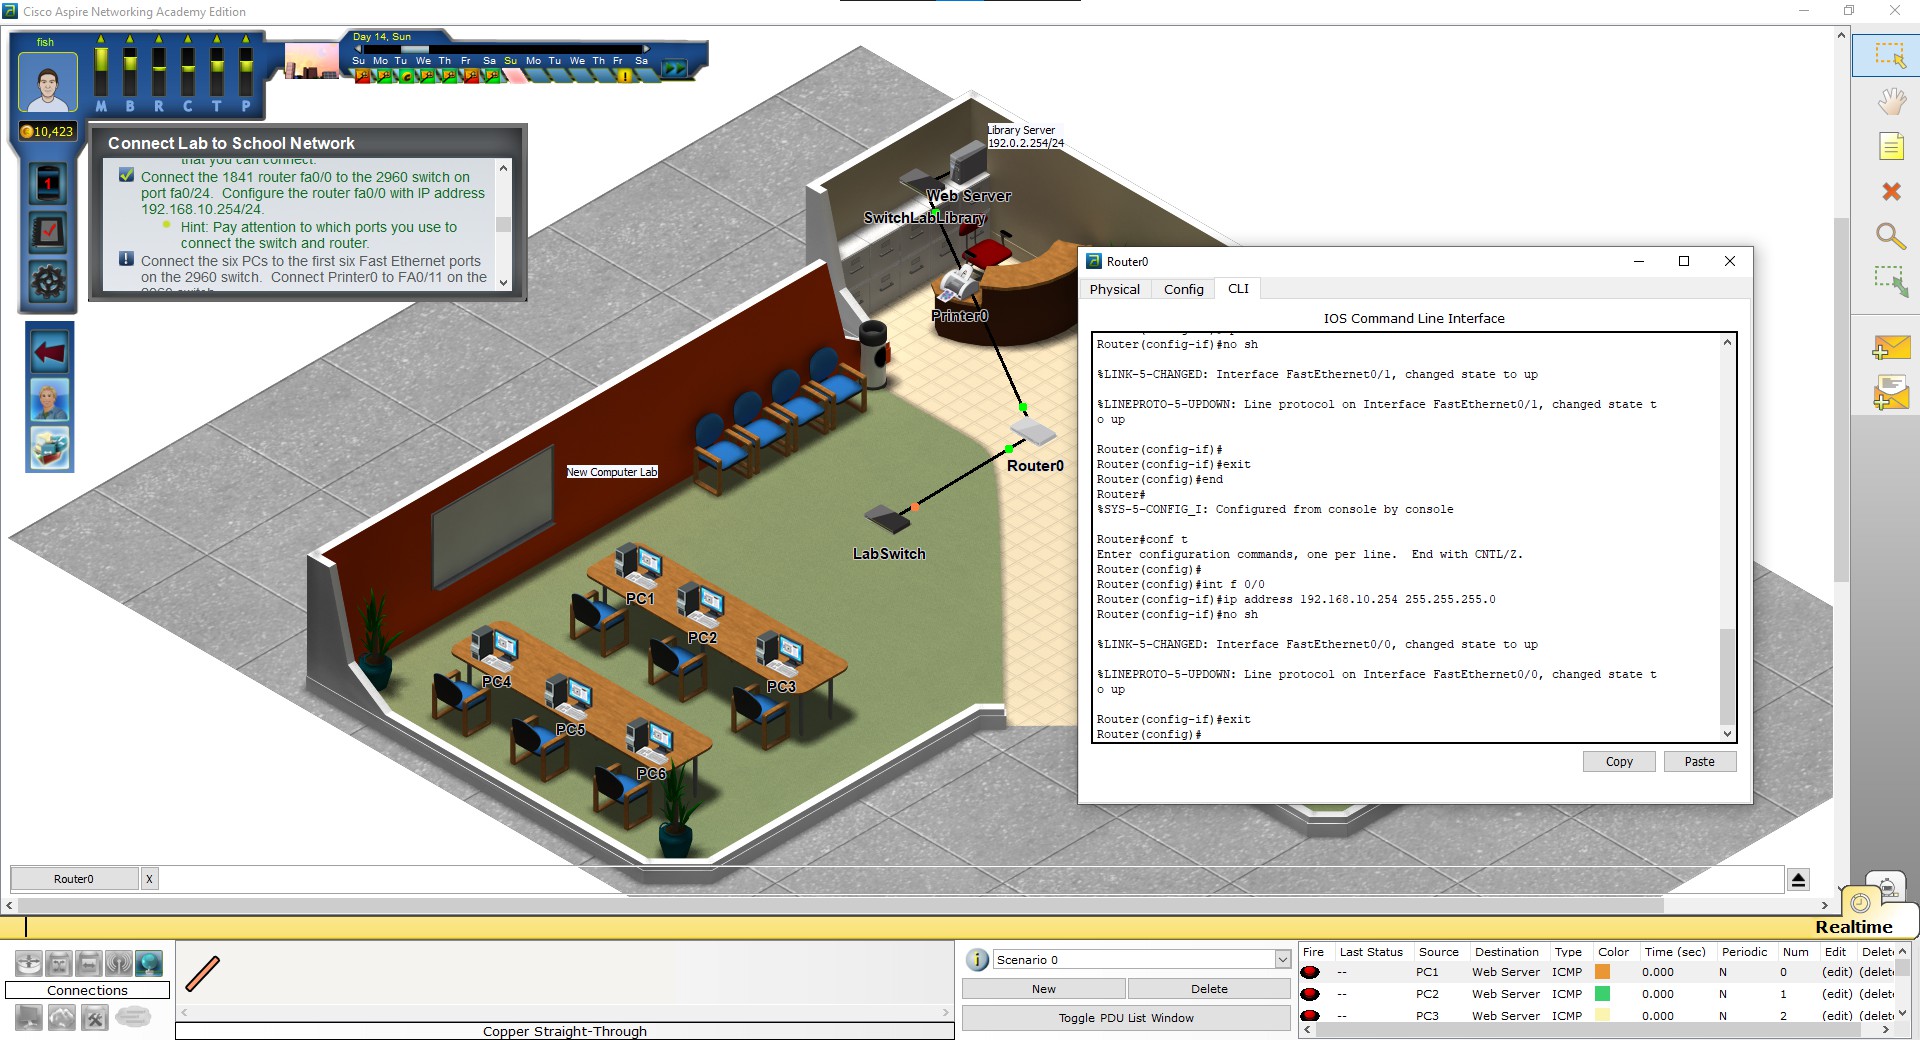 Cisco Aspire Networking Academy Edition
fish
M B R C T P
10,423
Day 14, Sun
Su Mo Tu We Th Fr Sa Su Mo Tu We Th Fr Sa
Connect Lab to School Network
that you can connect.
Connect the 1841 router fa0/0 to the 2960 switch on
port fa0/24. Configure the router fa0/0 with IP address
192.168.10.254/24.
Hint: Pay attention to which ports you use to
connect the switch and router.
Connect the six PCs to the first six Fast Ethernet ports
on the 2960 switch. Connect Printer0 to FA0/11 on the
2960 switch
Library Server
192.0.2.254/24
Web Server
SwitchLabLibrary
Printer0
Router0
New Computer Lab
LabSwitch
PC1
PC2
PC3
PC4
PC5
PC6
Router0
Physical Config CLI
IOS Command Line Interface
Router(config-if)#no sh
%LINK-5-CHANGED: Interface FastEthernet0/1, changed state to up
%LINEPROTO-5-UPDOWN: Line protocol on Interface FastEthernet0/1, changed state t
o up
Router(config-if)#
Router(config-if)#exit
Router(config)#end
Router#
%SYS-5-CONFIG_I: Configured from console by console
Router#conf t
Enter configuration commands, one per line.  End with CNTL/Z.
Router(config)#
Router(config)#int f 0/0
Router(config-if)#ip address 192.168.10.254 255.255.255.0
Router(config-if)#no sh
%LINK-5-CHANGED: Interface FastEthernet0/0, changed state to up
%LINEPROTO-5-UPDOWN: Line protocol on Interface FastEthernet0/0, changed state t
o up
Router(config-if)#exit
Router(config)#
Copy Paste
Router0 X
Realtime
Connections
Copper Straight-Through
Scenario 0
New Delete
Toggle PDU List Window
Fire Last Status Source Destination Type Color Time (sec) Periodic Num Edit Delete
-- PC1 Web Server ICMP 0.000 N 0 (edit) (delete
-- PC2 Web Server ICMP 0.000 N 1 (edit) (delete
-- PC3 Web Server ICMP 0.000 N 2 (edit) (delete